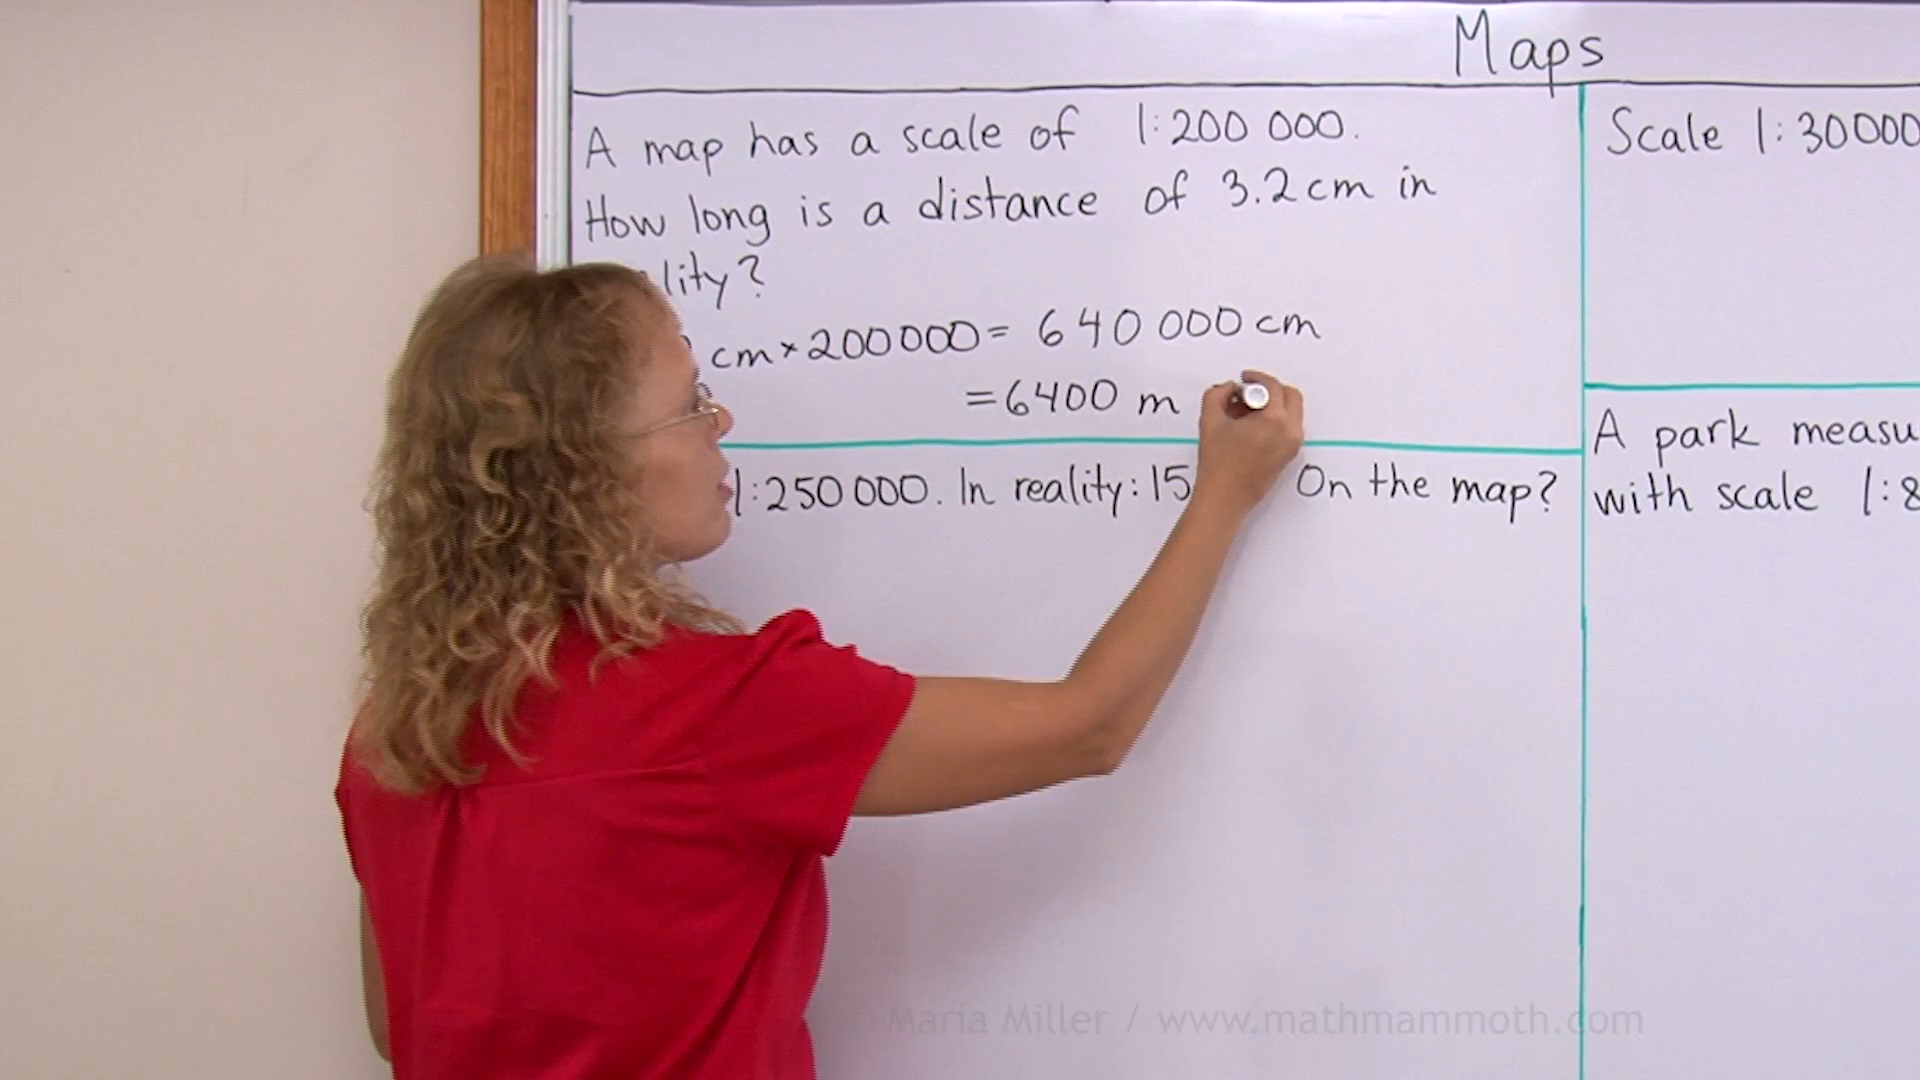 Maps
A map has a scale of 1:200 000.
How long is a distance of 3.2 cm in
lity?
cm × 200 000 = 640 000 cm
= 6400 m
1:250 000. In reality: 15 On the map?
Scale 1:30000
A park measu
with scale 1:8
© Maria Miller / www.mathmammoth.com